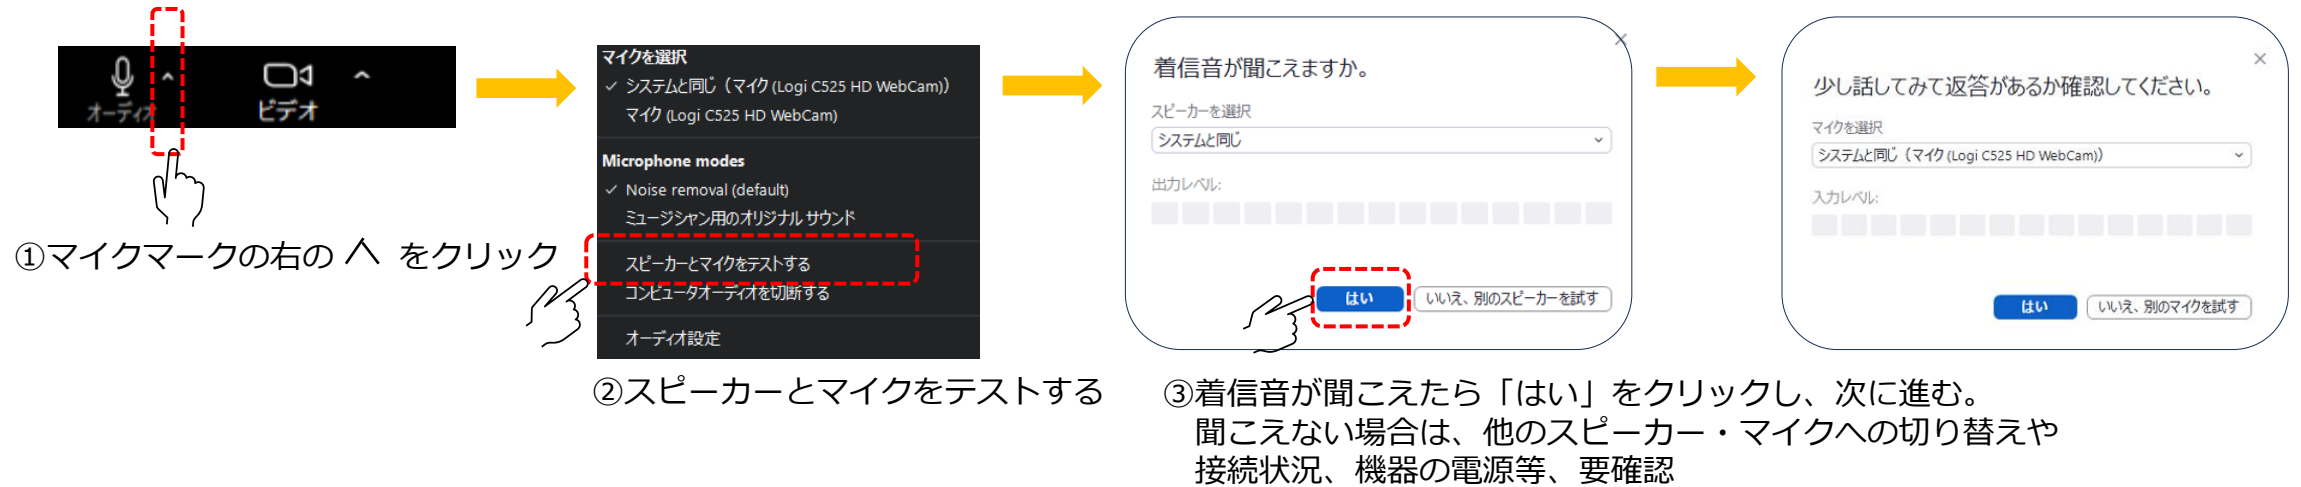 オーディオ
ビデオ
①マイクマークの右の ヘ をクリック
マイクを選択
✓ システムと同じ (マイク (Logi C525 HD WebCam))
マイク (Logi C525 HD WebCam)
Microphone modes
✓ Noise removal (default)
ミュージシャン用のオリジナル サウンド
スピーカーとマイクをテストする
コンピュータオーディオを切断する
オーディオ設定
②スピーカーとマイクをテストする
着信音が聞こえますか。
スピーカーを選択
システムと同じ
出力レベル:
はい
いいえ、別のスピーカーを試す
少し話してみて返答があるか確認してください。
マイクを選択
システムと同じ (マイク (Logi C525 HD WebCam))
入力レベル:
はい
いいえ、別のマイクを試す
③着信音が聞こえたら「はい」をクリックし、次に進む。
聞こえない場合は、他のスピーカー・マイクへの切り替えや
接続状況、機器の電源等、要確認